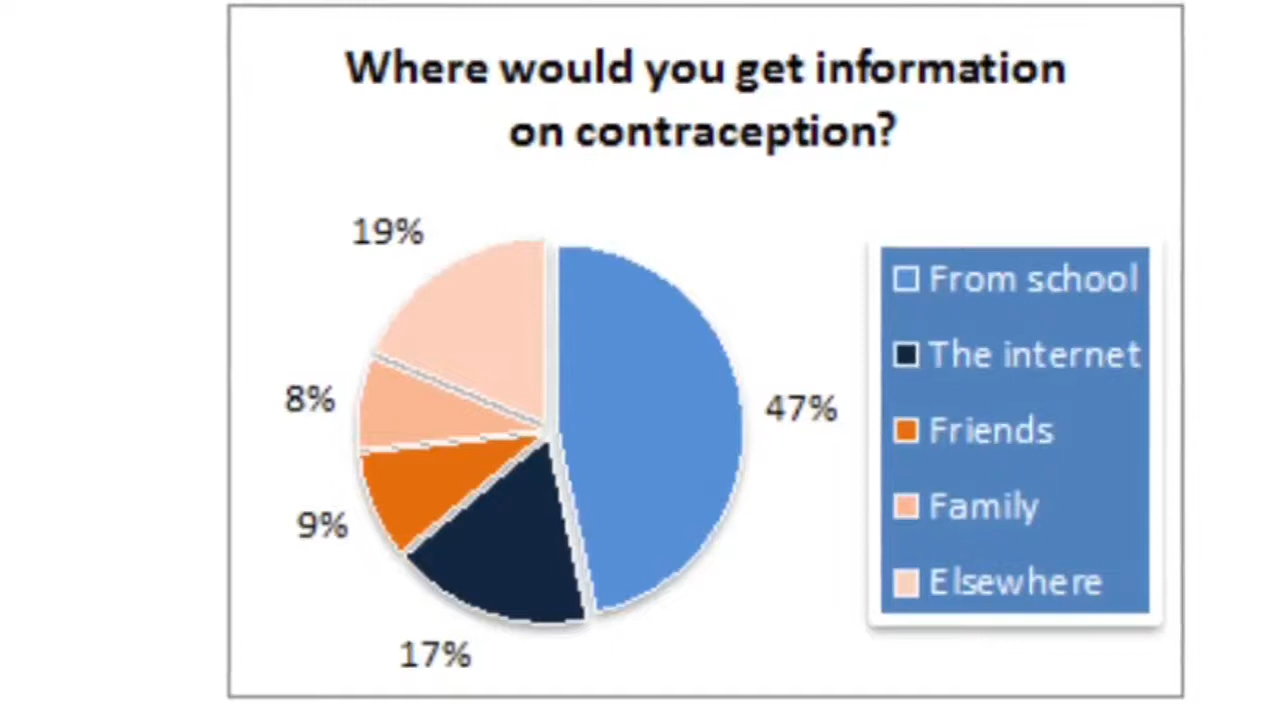 Where would you get information
on contraception?
19%
8%
47%
9%
17%
From school
The internet
Friends
Family
Elsewhere